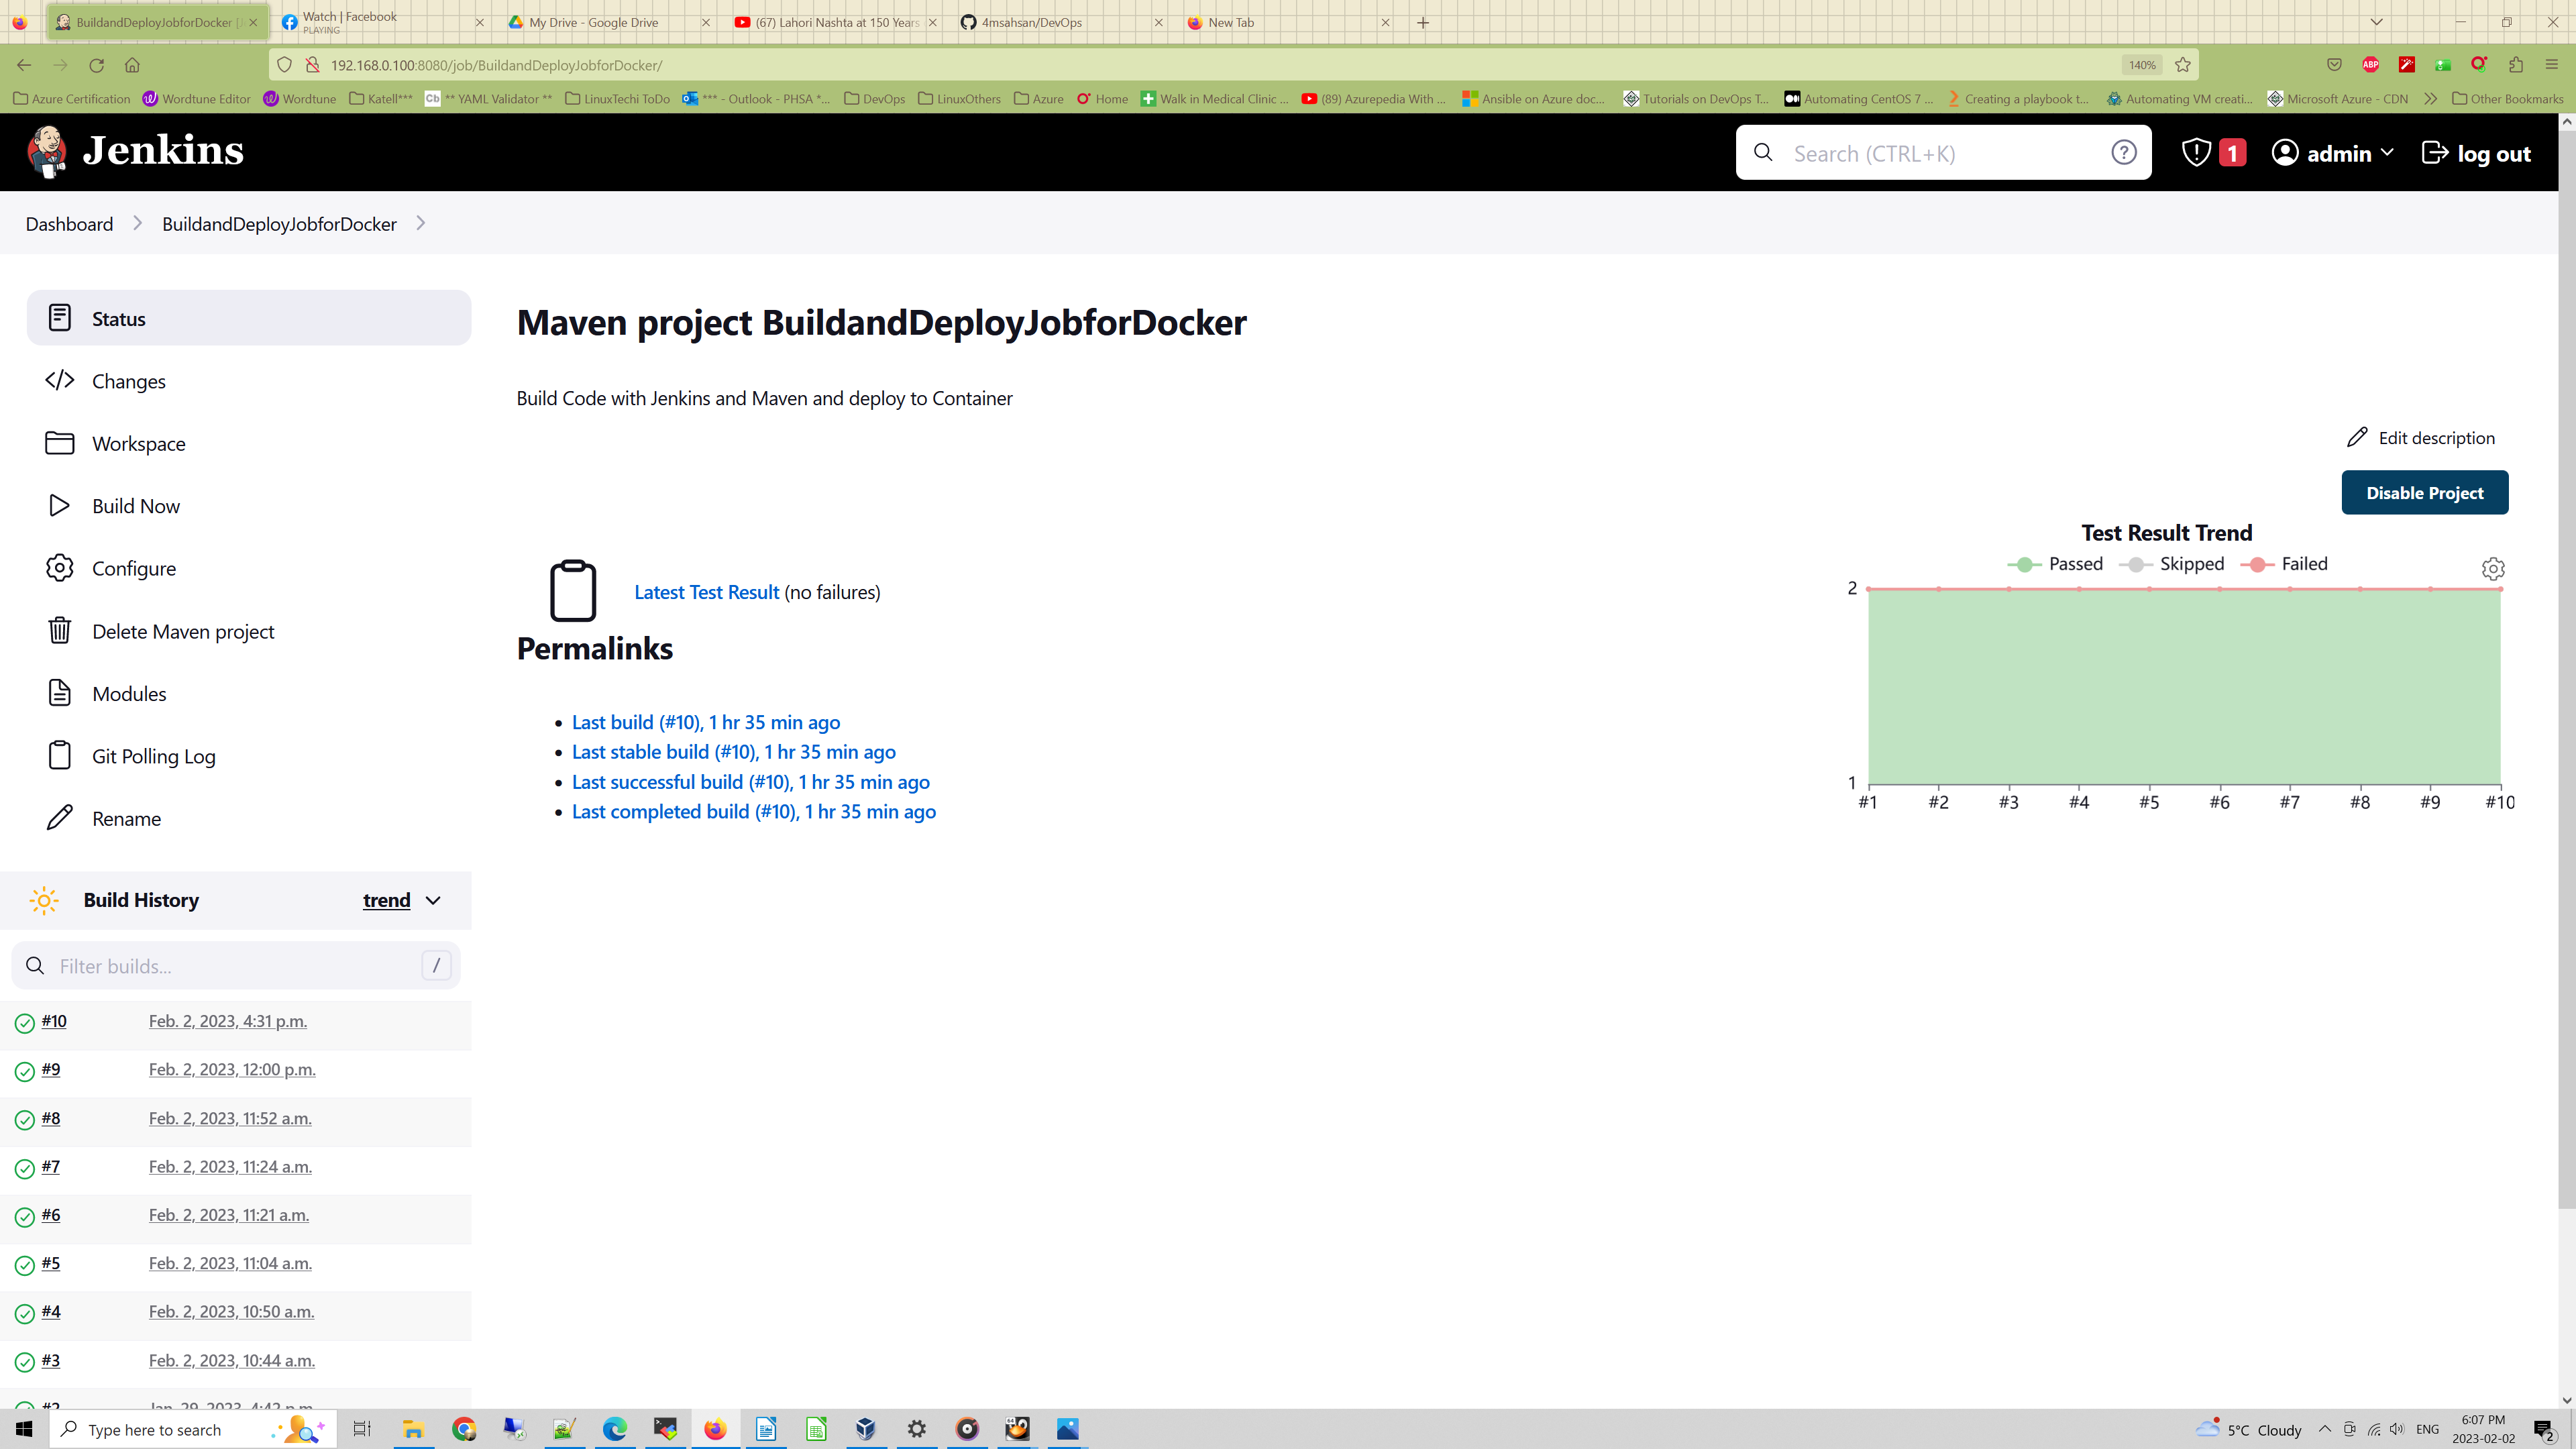 BuildandDeployJobforDocker [J
Watch | Facebook
PLAYING
My Drive - Google Drive
(67) Lahori Nashta at 150 Years
4msahsan/DevOps
New Tab
192.168.0.100:8080/job/BuildandDeployJobforDocker/
140%
ABP
Azure Certification
Wordtune Editor
Wordtune
Katell***
Cb
** YAML Validator **
LinuxTechi ToDo
*** - Outlook - PHSA *...
DevOps
LinuxOthers
Azure
Home
Walk in Medical Clinic ...
(89) Azurepedia With ...
Ansible on Azure doc...
Tutorials on DevOps T...
Automating CentOS 7 ...
Creating a playbook t...
Automating VM creati...
Microsoft Azure - CDN
Other Bookmarks
Jenkins
Search (CTRL+K)
1
admin
log out
Dashboard
BuildandDeployJobforDocker
Status
Changes
Workspace
Build Now
Configure
Delete Maven project
Modules
Git Polling Log
Rename
Maven project BuildandDeployJobforDocker
Build Code with Jenkins and Maven and deploy to Container
Edit description
Disable Project
Latest Test Result (no failures)
Permalinks
Last build (#10), 1 hr 35 min ago
Last stable build (#10), 1 hr 35 min ago
Last successful build (#10), 1 hr 35 min ago
Last completed build (#10), 1 hr 35 min ago
Test Result Trend
Passed Skipped Failed
2
1
#1 #2 #3 #4 #5 #6 #7 #8 #9 #10
Build History trend
Filter builds... /
#10 Feb. 2, 2023, 4:31 p.m.
#9 Feb. 2, 2023, 12:00 p.m.
#8 Feb. 2, 2023, 11:52 a.m.
#7 Feb. 2, 2023, 11:24 a.m.
#6 Feb. 2, 2023, 11:21 a.m.
#5 Feb. 2, 2023, 11:04 a.m.
#4 Feb. 2, 2023, 10:50 a.m.
#3 Feb. 2, 2023, 10:44 a.m.
#2 Jan. 29, 2023, 4:42 p.m.
Type here to search
5°C Cloudy
ENG
6:07 PM
2023-02-02
2